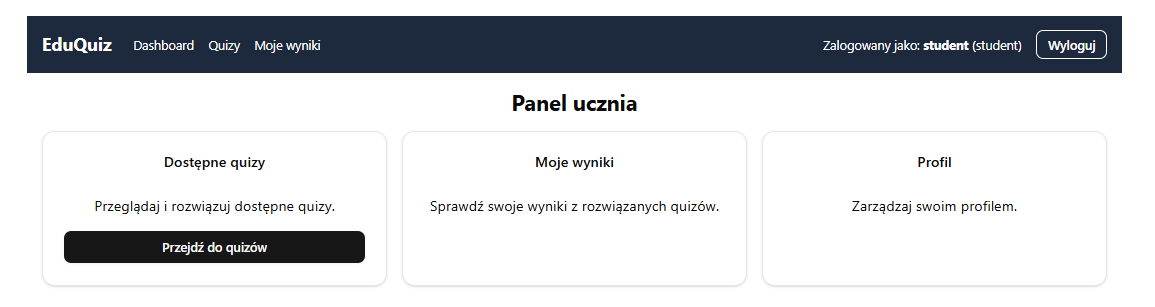 EduQuiz Dashboard Quizy Moje wyniki Zalogowany jako: student (student) Wyloguj
Panel ucznia
Dostępne quizy
Przeglądaj i rozwiązuj dostępne quizy.
Przejdź do quizów
Moje wyniki
Sprawdź swoje wyniki z rozwiązanych quizów.
Profil
Zarządzaj swoim profilem.